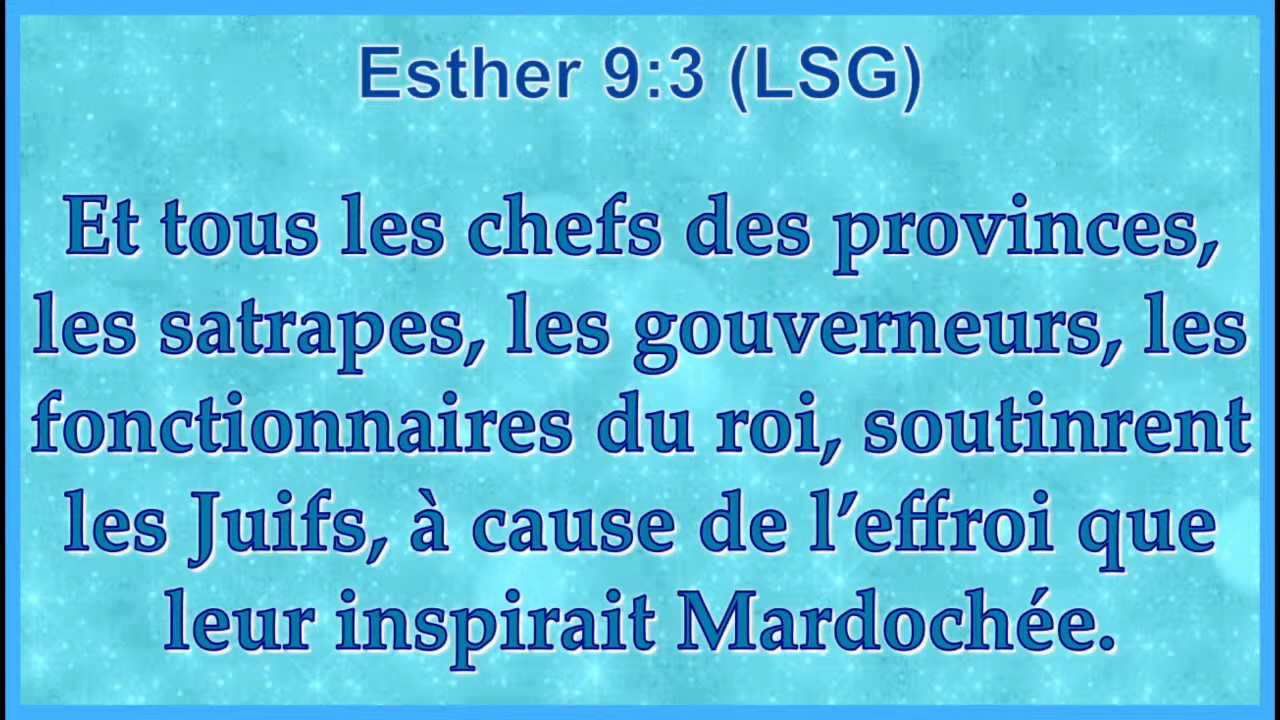 Esther 9:3 (LSG)
Et tous les chefs des provinces,
les satrapes, les gouverneurs, les
fonctionnaires du roi, soutinrent
les Juifs, à cause de l’effroi que
leur inspirait Mardochée.